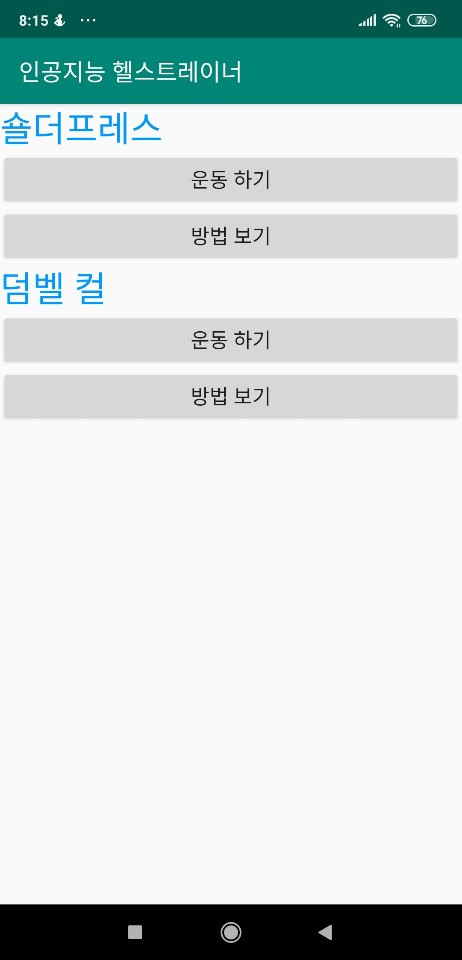 8:15
76
인공지능 헬스트레이너
숄더프레스
운동 하기
방법 보기
덤벨 컬
운동 하기
방법 보기